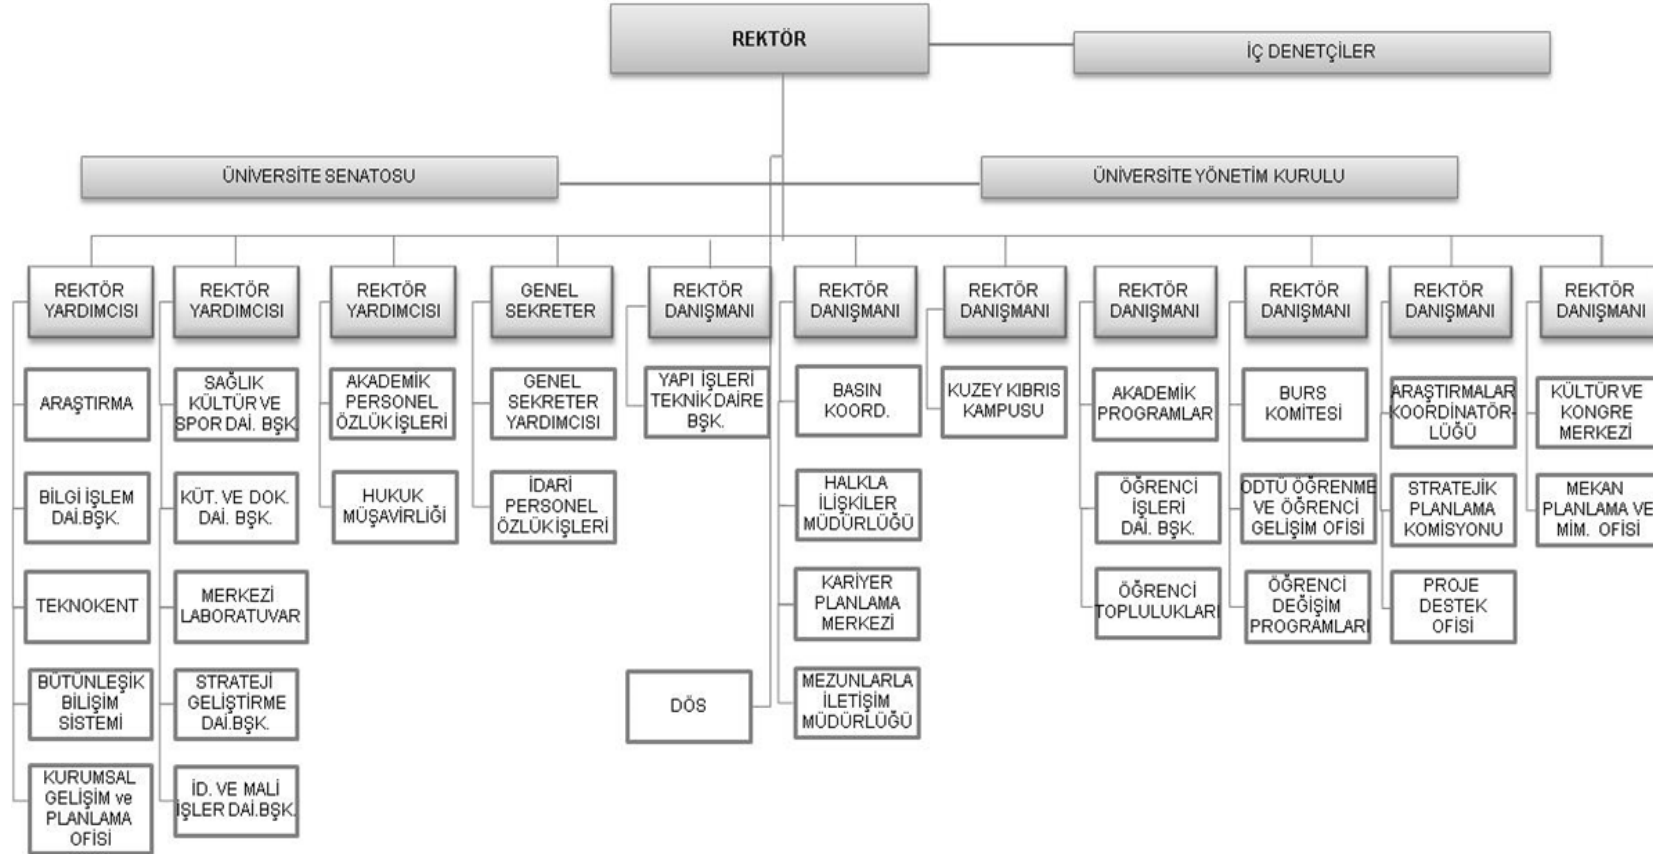 REKTÖR
İÇ DENETÇİLER
ÜNİVERSİTE SENATOSU
ÜNİVERSİTE YÖNETİM KURULU
REKTÖR
YARDIMCISI
ARAŞTIRMA
BİLGİ İŞLEM
DAİ.BŞK.
TEKNOKENT
BÜTÜNLEŞİK
BİLİŞİM
SİSTEMİ
KURUMSAL
GELİŞİM ve
PLANLAMA
OFİSİ
REKTÖR
YARDIMCISI
SAĞLIK
KÜLTÜR VE
SPOR DAİ. BŞK.
KÜT. VE DOK.
DAİ. BŞK.
MERKEZİ
LABORATUVAR
STRATEJİ
GELİŞTİRME
DAİ.BŞK.
İD. VE MALİ
İŞLER DAİ.BŞK.
REKTÖR
YARDIMCISI
AKADEMİK
PERSONEL
ÖZLÜK İŞLERİ
HUKUK
MÜŞAVİRLİĞİ
GENEL
SEKRETER
GENEL
SEKRETER
YARDIMCISI
İDARİ
PERSONEL
ÖZLÜK İŞLERİ
REKTÖR
DANIŞMANI
YAPI İŞLERİ
TEKNİK DAİRE
BŞK.
DÖS
REKTÖR
DANIŞMANI
BASIN
KOORD.
HALKLA
İLİŞKİLER
MÜDÜRLÜĞÜ
KARİYER
PLANLAMA
MERKEZİ
MEZUNLARLA
İLETİŞİM
MÜDÜRLÜĞÜ
REKTÖR
DANIŞMANI
KUZEY KIBRIS
KAMPUSU
REKTÖR
DANIŞMANI
AKADEMİK
PROGRAMLAR
ÖĞRENCİ
İŞLERİ
DAİ. BŞK.
ÖĞRENCİ
TOPLULUKLARI
REKTÖR
DANIŞMANI
BURS
KOMİTESİ
ODTÜ ÖĞRENME
VE ÖĞRENCİ
GELİŞİM OFİSİ
ÖĞRENCİ
DEĞİŞİM
PROGRAMLARI
REKTÖR
DANIŞMANI
ARAŞTIRMALAR
KOORDİNATÖR-
LÜĞÜ
STRATEJİK
PLANLAMA
KOMİSYONU
PROJE
DESTEK
OFİSİ
REKTÖR
DANIŞMANI
KÜLTÜR VE
KONGRE
MERKEZİ
MEKAN
PLANLAMA VE
MİM. OFİSİ